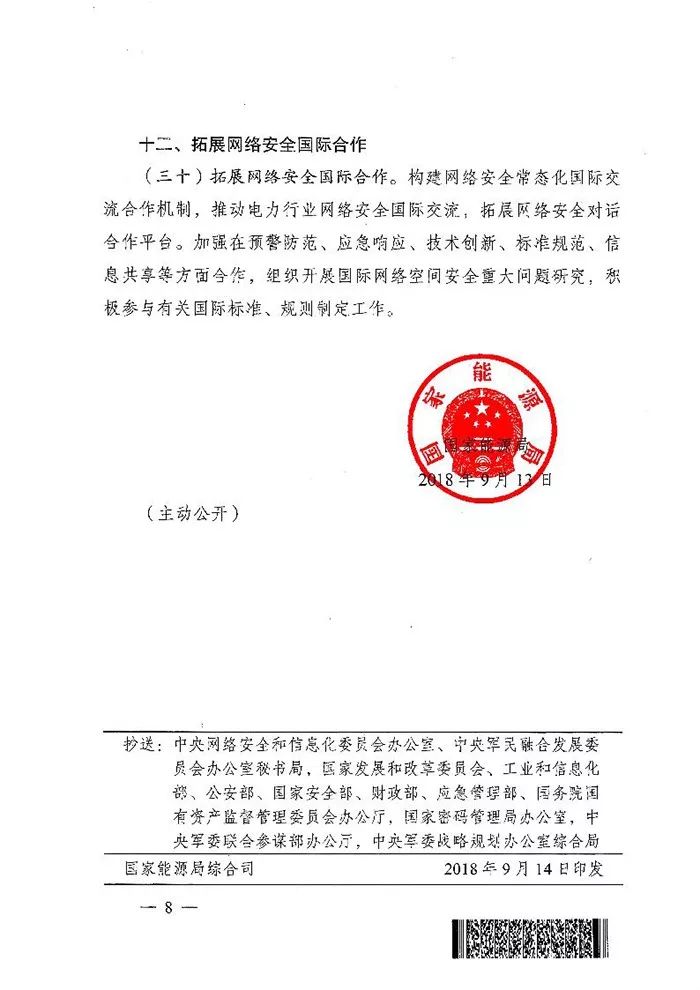 十二、拓展网络安全国际合作
（三十）拓展网络安全国际合作。构建网络安全常态化国际交
流合作机制，推动电力行业网络安全国际交流，拓展网络安全对话
合作平台。加强在预警防范、应急响应、技术创新、标准规范、信
息共享等方面合作，组织开展国际网络空间安全重大问题研究，积
极参与有关国际标准、规则制定工作。
国家能源局
国家能源局
2018年9月13日
（主动公开）
抄送：中央网络安全和信息化委员会办公室、中央军民融合发展委
员会办公室秘书局，国家发展和改革委员会、工业和信息化
部、公安部、国家安全部、财政部、应急管理部、国务院国
有资产监督管理委员会办公厅，国家密码管理局办公室，中
央军委联合参谋部办公厅，中央军委战略规划办公室综合局
国家能源局综合司 2018年9月14日印发
— 8 —